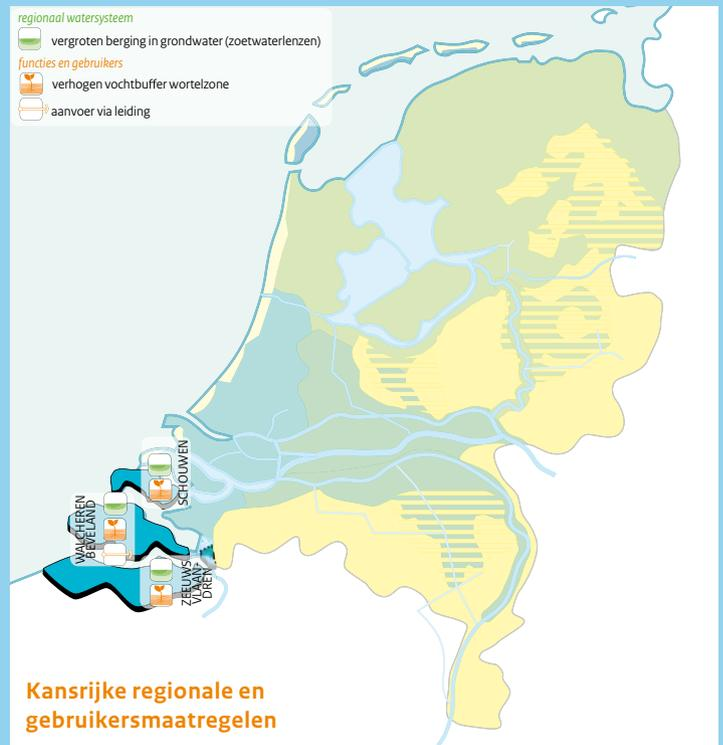 regionaal watersysteem
vergroten berging in grondwater (zoetwaterlenzen)
functies en gebruikers
verhogen vochtbuffer wortelzone
aanvoer via leiding
SCHOUWEN
WALCHEREN
BEVELAND
ZEEUWS
VLAAN-
DREN
Kansrijke regionale en
gebruikersmaatregelen